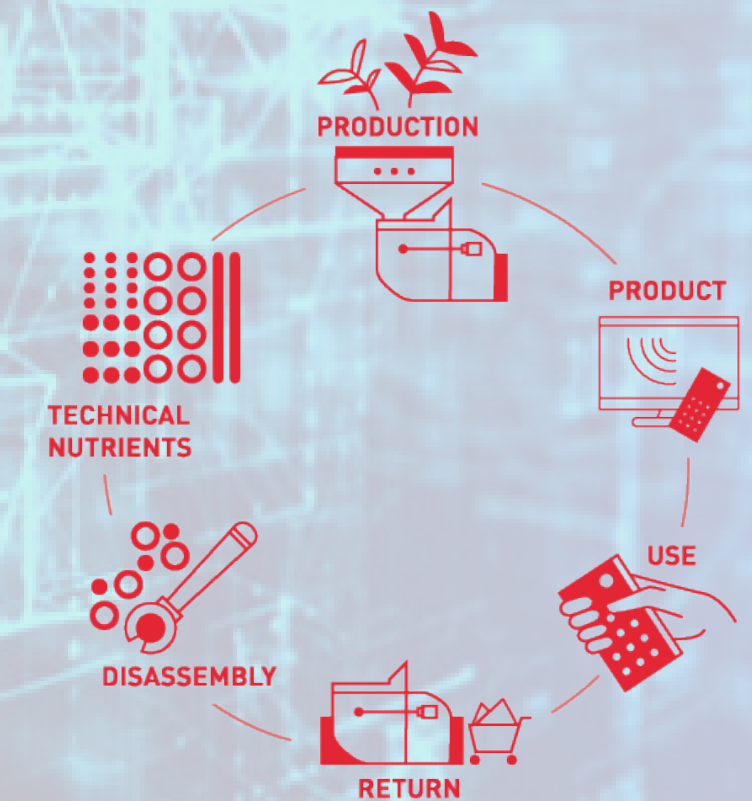 PRODUCTION
PRODUCT
USE
RETURN
DISASSEMBLY
TECHNICAL
NUTRIENTS